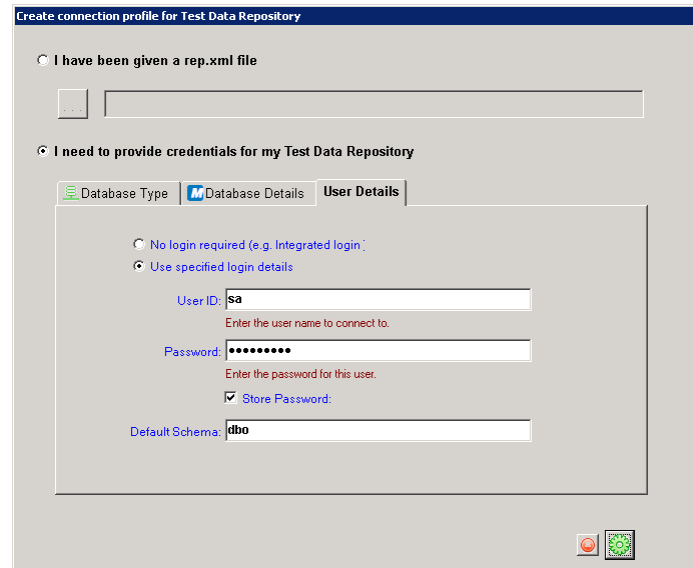 Create connection profile for Test Data Repository
I have been given a rep.xml file
...
I need to provide credentials for my Test Data Repository
Database Type
M Database Details
User Details
No login required (e.g. Integrated login)
Use specified login details
User ID: sa
Enter the user name to connect to.
Password: •••••••••
Enter the password for this user.
Store Password:
Default Schema: dbo